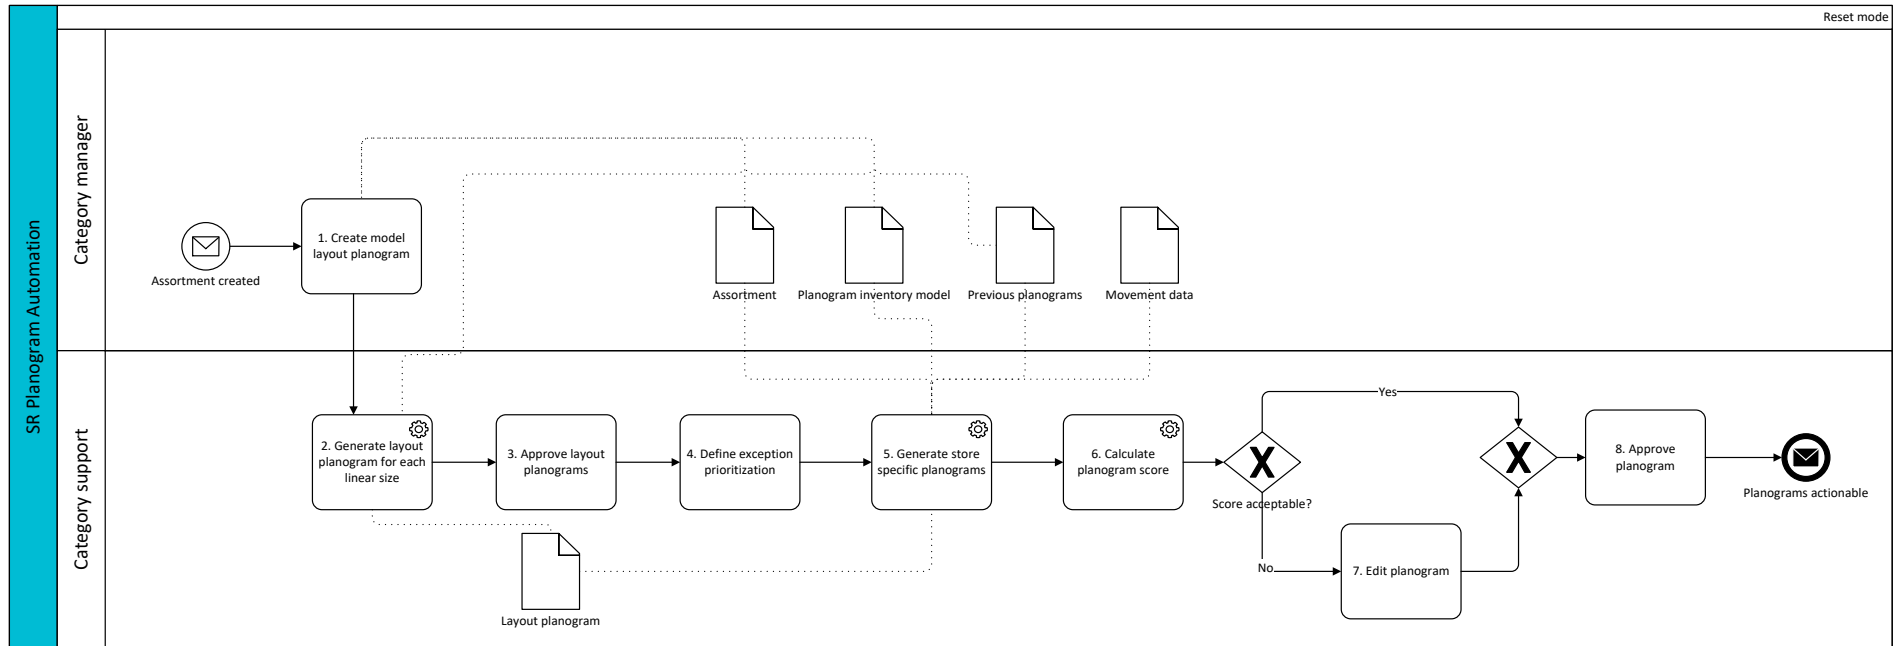 Reset mode
SR Planogram Automation
Category manager
Assortment created
1. Create model
layout planogram
Assortment
Planogram inventory model
Previous planograms
Movement data
Category support
2. Generate layout
planogram for each
linear size
3. Approve layout
planograms
4. Define exception
prioritization
5. Generate store
specific planograms
6. Calculate
planogram score
Score acceptable?
Yes
No
7. Edit planogram
8. Approve
planogram
Planograms actionable
Layout planogram